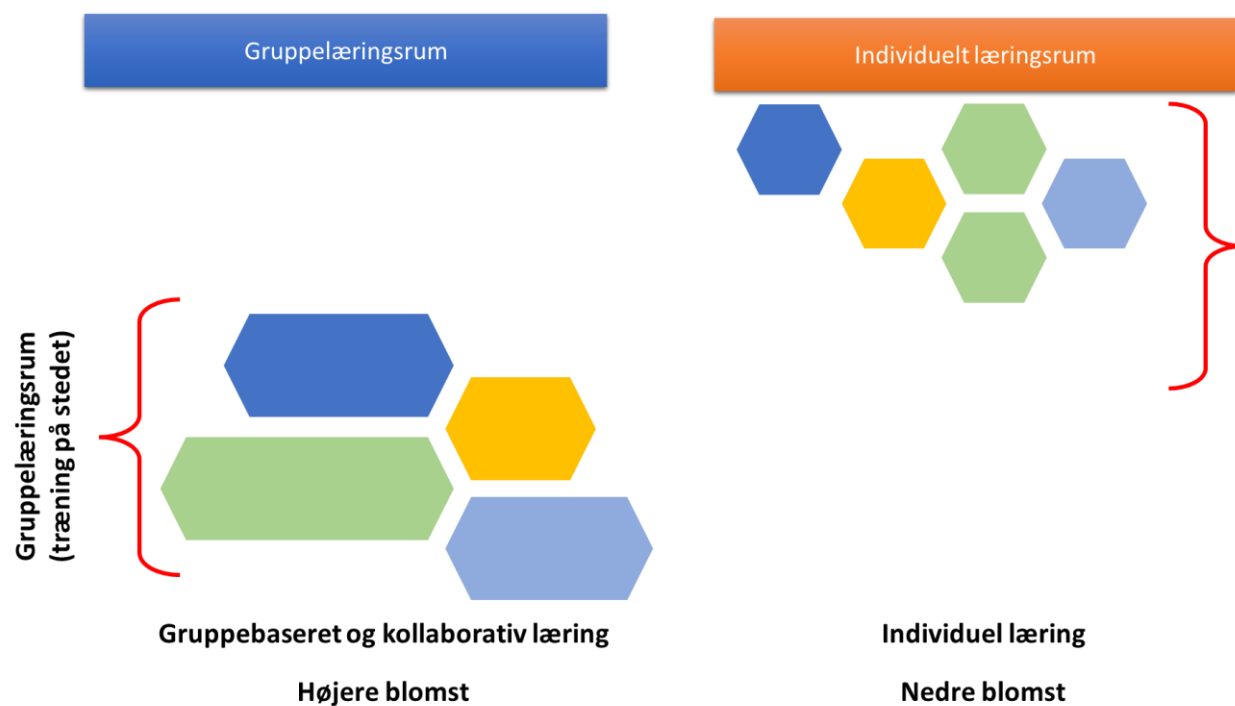 Gruppelæringsrum
Individuelt læringsrum
Gruppelæringsrum
(træning på stedet)
Gruppebaseret og kollaborativ læring
Individuel læring
Højere blomst
Nedre blomst